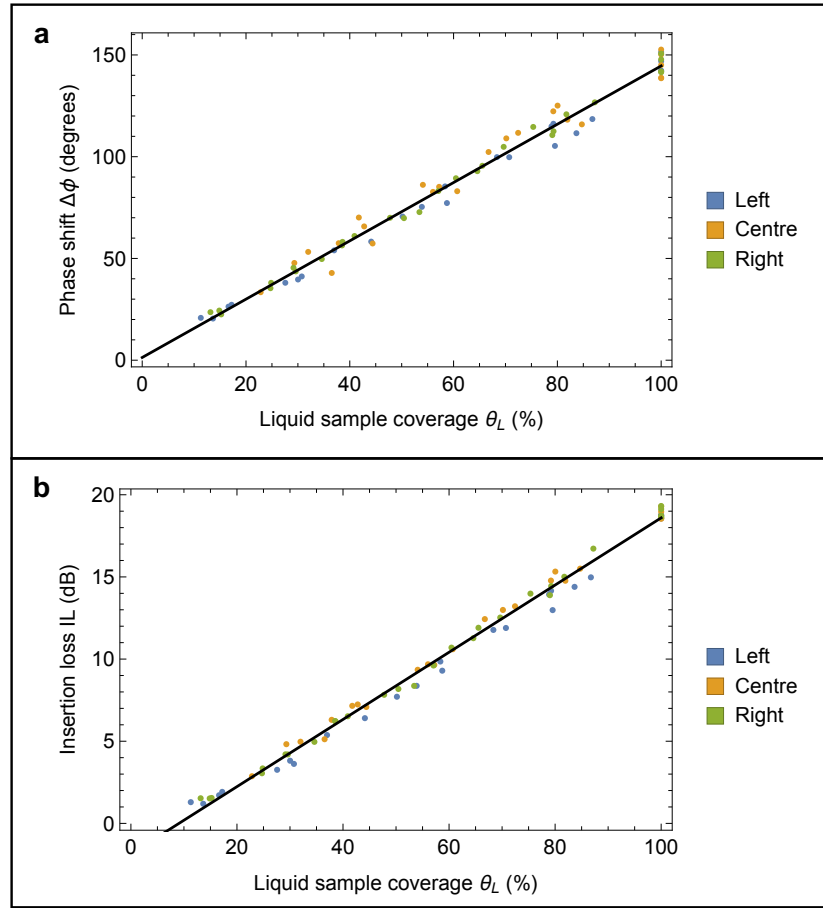 a
150
100
50
0
Phase shift Δϕ (degrees)
0 20 40 60 80 100
Liquid sample coverage θL (%)
Left
Centre
Right
b
20
15
10
5
0
Insertion loss IL (dB)
0 20 40 60 80 100
Liquid sample coverage θL (%)
Left
Centre
Right